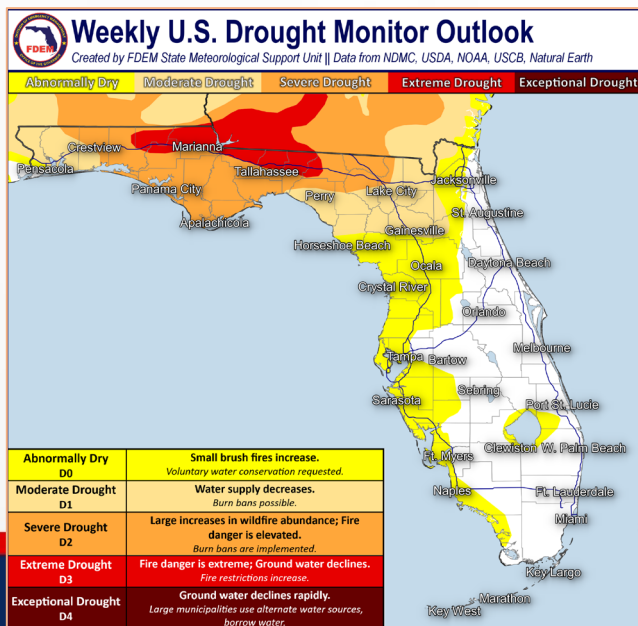 Weekly U.S. Drought Monitor Outlook
FDEM
Created by FDEM State Meteorological Support Unit || Data from NDMC, USDA, NOAA, USCB, Natural Earth
Abnormally Dry Moderate Drought Severe Drought Extreme Drought Exceptional Drought
Crestview
Marianna
Pensacola
Tallahassee
Jacksonville
Panama City
Lake City
Perry
St. Augustine
Apalachicola
Gainesville
Horseshoe Beach
Ocala
Daytona Beach
Crystal River
Orlando
Melbourne
Tampa
Bartow
Sebring
Sarasota
Port St. Lucie
Clewiston
W. Palm Beach
Ft. Myers
Naples
Ft. Lauderdale
Miami
Key Largo
Marathon
Key West
Abnormally Dry
D0
Small brush fires increase.
Voluntary water conservation requested.
Moderate Drought
D1
Water supply decreases.
Burn bans possible.
Severe Drought
D2
Large increases in wildfire abundance; Fire
danger is elevated.
Burn bans are implemented.
Extreme Drought
D3
Fire danger is extreme; Ground water declines.
Fire restrictions increase.
Exceptional Drought
D4
Ground water declines rapidly.
Large municipalities use alternate water sources,
borrow water.